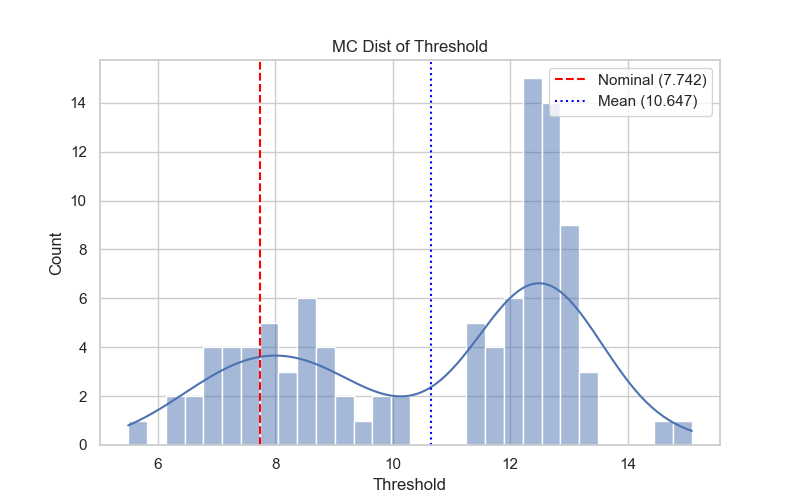 MC Dist of Threshold
Nominal (7.742)
Mean (10.647)
Count
14
12
10
8
6
4
2
0
6
8
10
12
14
Threshold